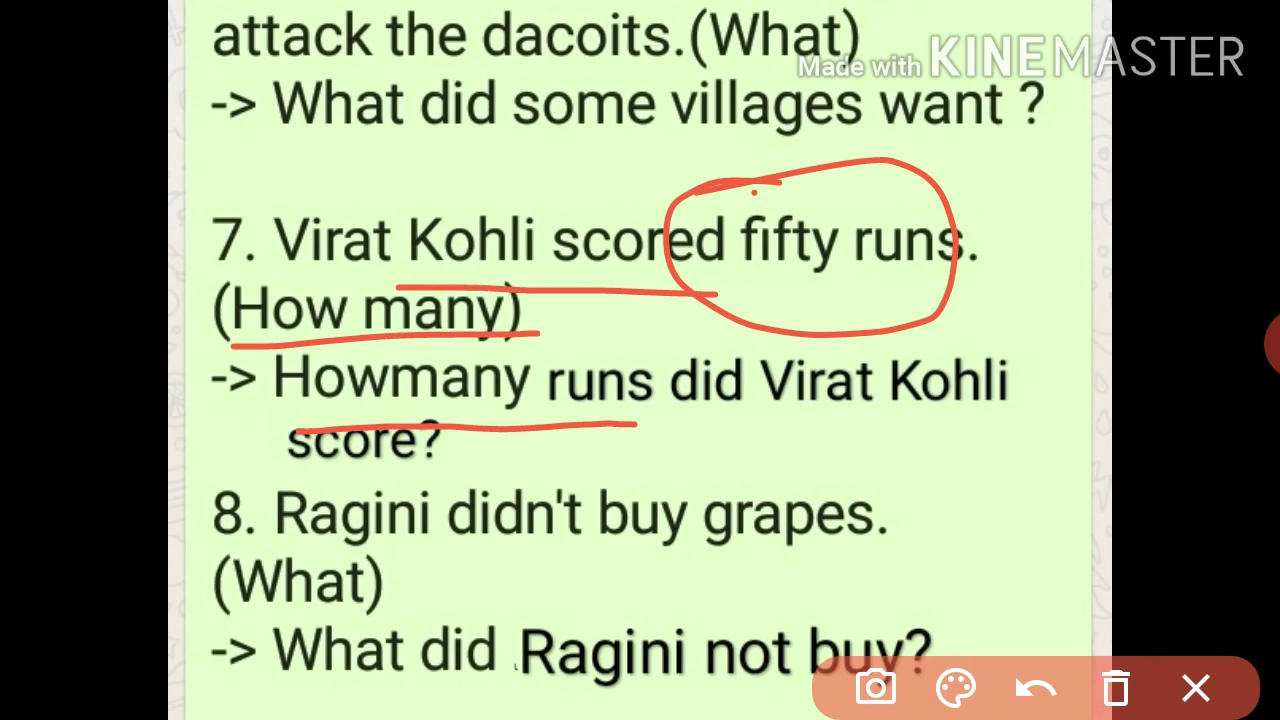 attack the dacoits.(What)
Made with KINEMASTER
-> What did some villages want ?
7. Virat Kohli scored fifty runs.
(How many)
-> Howmany runs did Virat Kohli
score?
8. Ragini didn't buy grapes.
(What)
-> What did Ragini not buy?